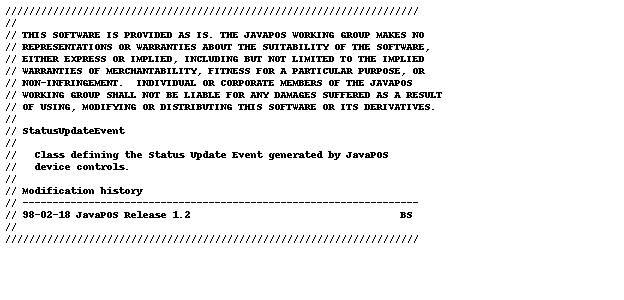 //////////////////////////////////////////////////////////////////////
//
// THIS SOFTWARE IS PROVIDED AS IS. THE JAVAPOS WORKING GROUP MAKES NO
// REPRESENTATIONS OR WARRANTIES ABOUT THE SUITABILITY OF THE SOFTWARE,
// EITHER EXPRESS OR IMPLIED, INCLUDING BUT NOT LIMITED TO THE IMPLIED
// WARRANTIES OF MERCHANTABILITY, FITNESS FOR A PARTICULAR PURPOSE, OR
// NON-INFRINGEMENT.  INDIVIDUAL OR CORPORATE MEMBERS OF THE JAVAPOS
// WORKING GROUP SHALL NOT BE LIABLE FOR ANY DAMAGES SUFFERED AS A RESULT
// OF USING, MODIFYING OR DISTRIBUTING THIS SOFTWARE OR ITS DERIVATIVES.
//
// StatusUpdateEvent
//
//   Class defining the Status Update Event generated by JavaPOS
//   device controls.
//
// Modification history
// ------------------------------------------------------------------
// 98-02-18 JavaPOS Release 1.2                                   BS
//
//////////////////////////////////////////////////////////////////////